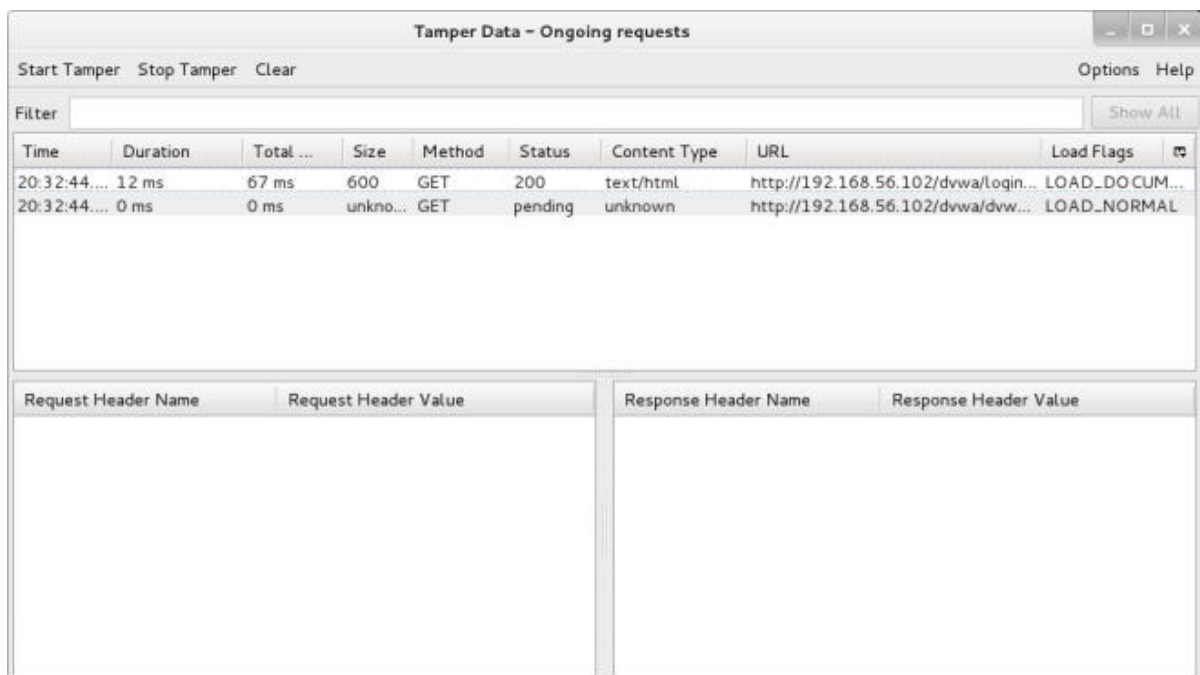 Tamper Data - Ongoing requests
Start Tamper Stop Tamper Clear Options Help
Filter Show All
Time Duration Total ... Size Method Status Content Type URL Load Flags
20:32:44.... 12 ms 67 ms 600 GET 200 text/html http://192.168.56.102/dvwa/login... LOAD_DOCUM...
20:32:44.... 0 ms 0 ms unkno... GET pending unknown http://192.168.56.102/dvwa/dvw... LOAD_NORMAL
Request Header Name Request Header Value Response Header Name Response Header Value